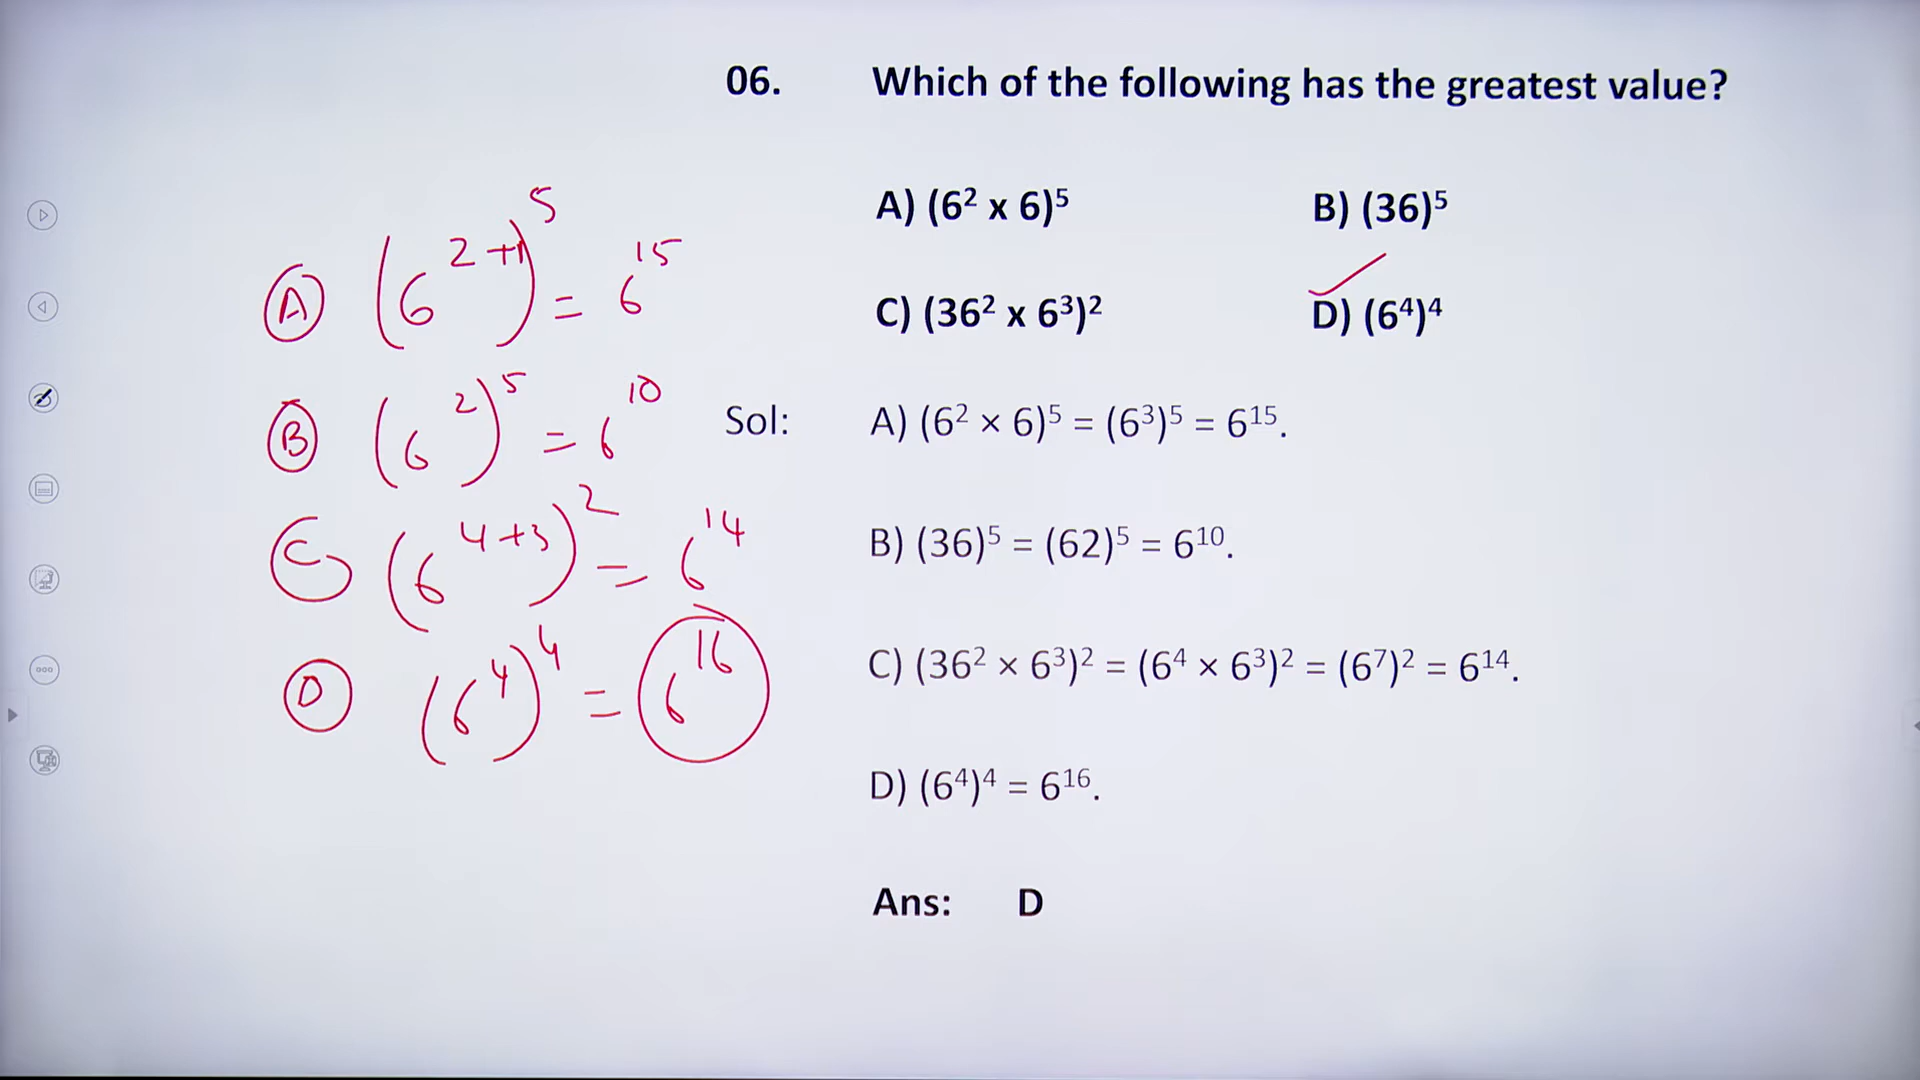 06. Which of the following has the greatest value?
A) (6² x 6)⁵ B) (36)⁵
C) (36² x 6³)² D) (6⁴)⁴
Sol: A) (6² × 6)⁵ = (6³)⁵ = 6¹⁵.
B) (36)⁵ = (62)⁵ = 6¹⁰.
C) (36² × 6³)² = (6⁴ × 6³)² = (6⁷)² = 6¹⁴.
D) (6⁴)⁴ = 6¹⁶.
Ans: D
A (6²⁺¹)⁵ = 6¹⁵
B (6²)⁵ = 6¹⁰
C (6⁴⁺³)² = 6¹⁴
D (6⁴)⁴ = 6¹⁶